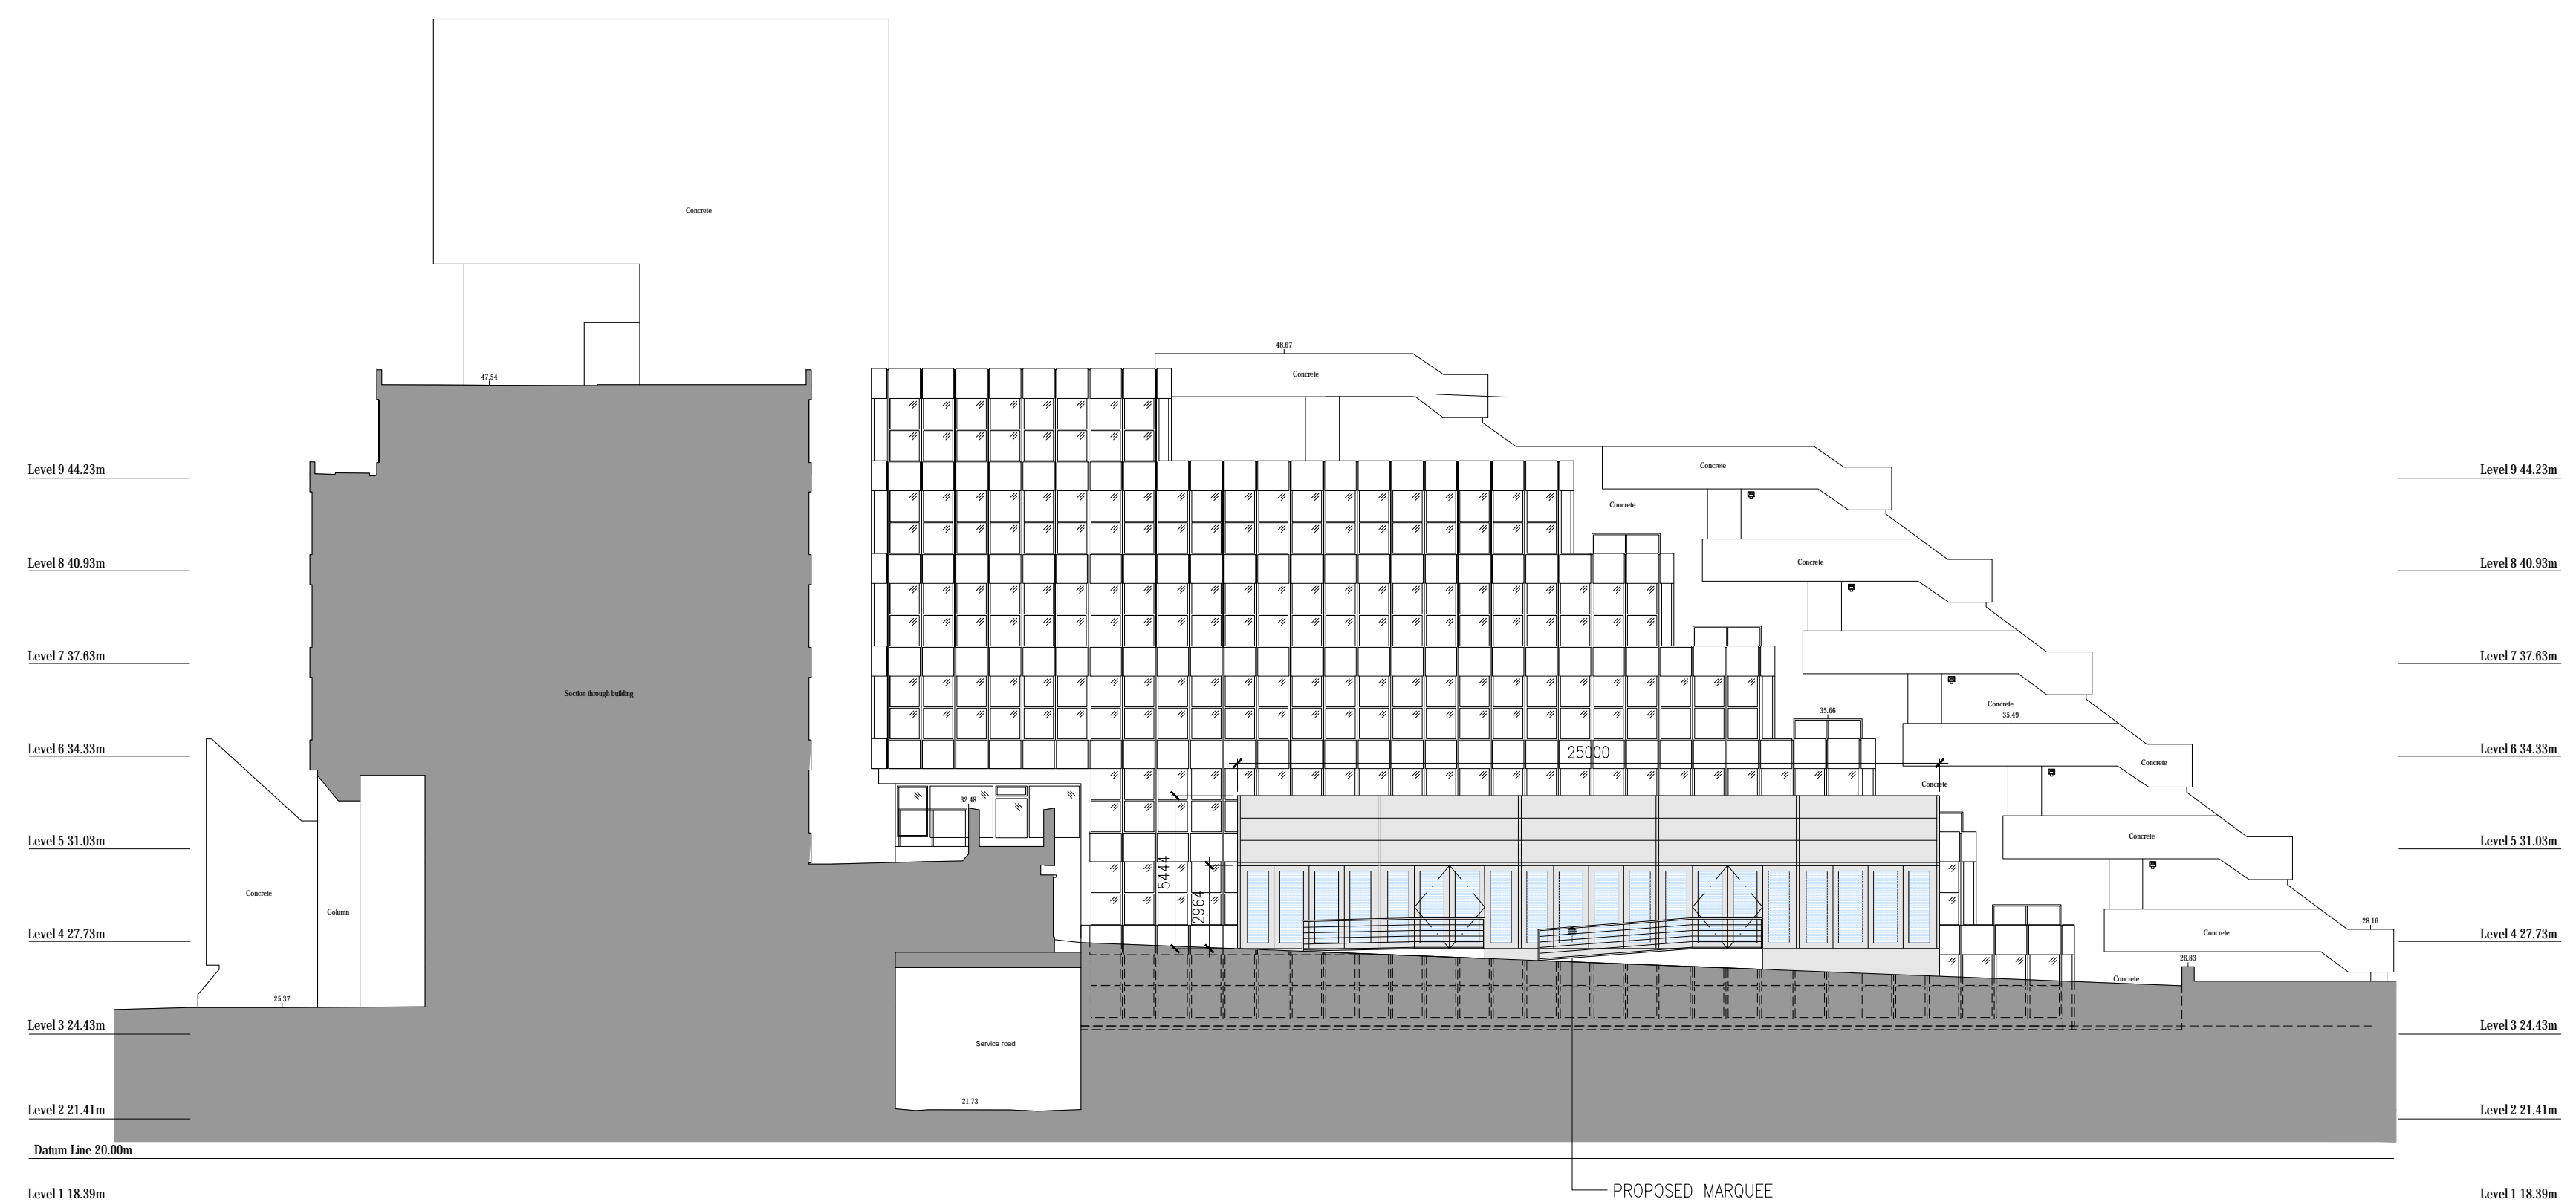 Concrete
48.67
Concrete
47.54
Level 9 44.23m
Concrete
Level 9 44.23m
Concrete
Level 8 40.93m
Concrete
Level 8 40.93m
Level 7 37.63m
Level 7 37.63m
Section through building
Concrete
35.66
35.49
Level 6 34.33m
25000
Concrete
Level 6 34.33m
Concrete
32.48
Level 5 31.03m
Concrete
Level 5 31.03m
5444
2964
Concrete
Column
28.16
Level 4 27.73m
Concrete
Level 4 27.73m
26.83
Concrete
25.37
Level 3 24.43m
Level 3 24.43m
Service road
21.73
Level 2 21.41m
Level 2 21.41m
Datum Line 20.00m
Level 1 18.39m
PROPOSED MARQUEE
Level 1 18.39m